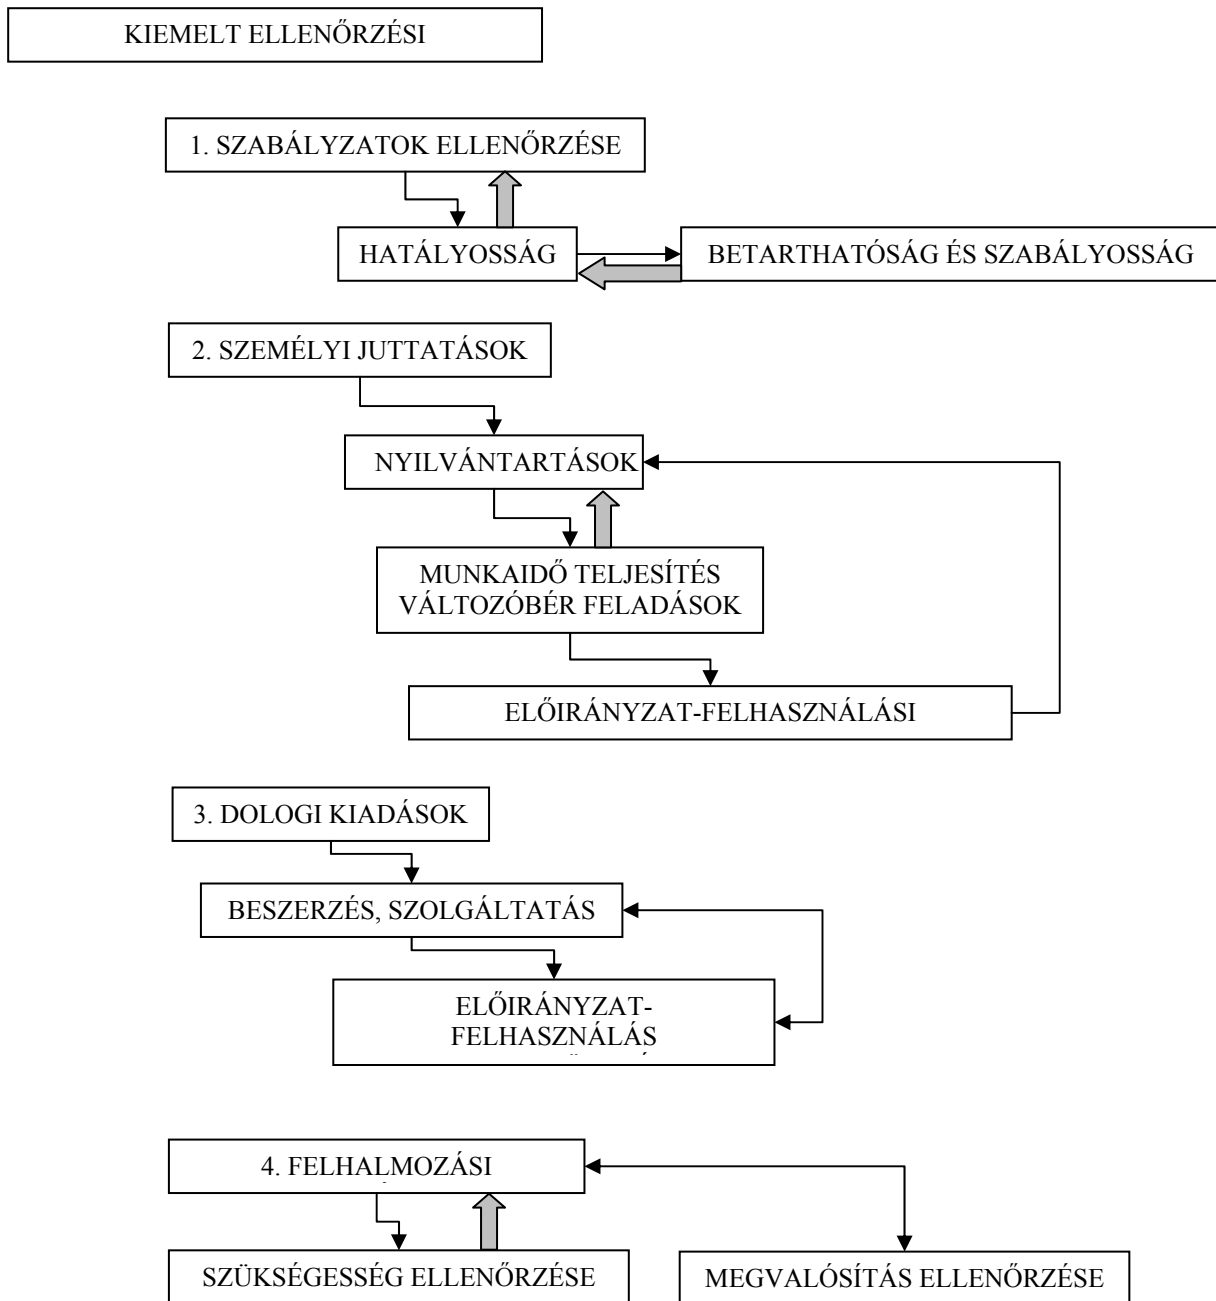 KIEMELT ELLENŐRZÉSI
1. SZABÁLYZATOK ELLENŐRZÉSE
HATÁLYOSSÁG
BETARTHATÓSÁG ÉS SZABÁLYOSSÁG
2. SZEMÉLYI JUTTATÁSOK
NYILVÁNTARTÁSOK
MUNKAIDŐ TELJESÍTÉS
VÁLTOZÓBÉR FELADÁSOK
ELŐIRÁNYZAT-FELHASZNÁLÁSI
3. DOLOGI KIADÁSOK
BESZERZÉS, SZOLGÁLTATÁS
ELŐIRÁNYZAT-
FELHASZNÁLÁS
4. FELHALMOZÁSI
SZÜKSÉGESSÉG ELLENŐRZÉSE
MEGVALÓSÍTÁS ELLENŐRZÉSE